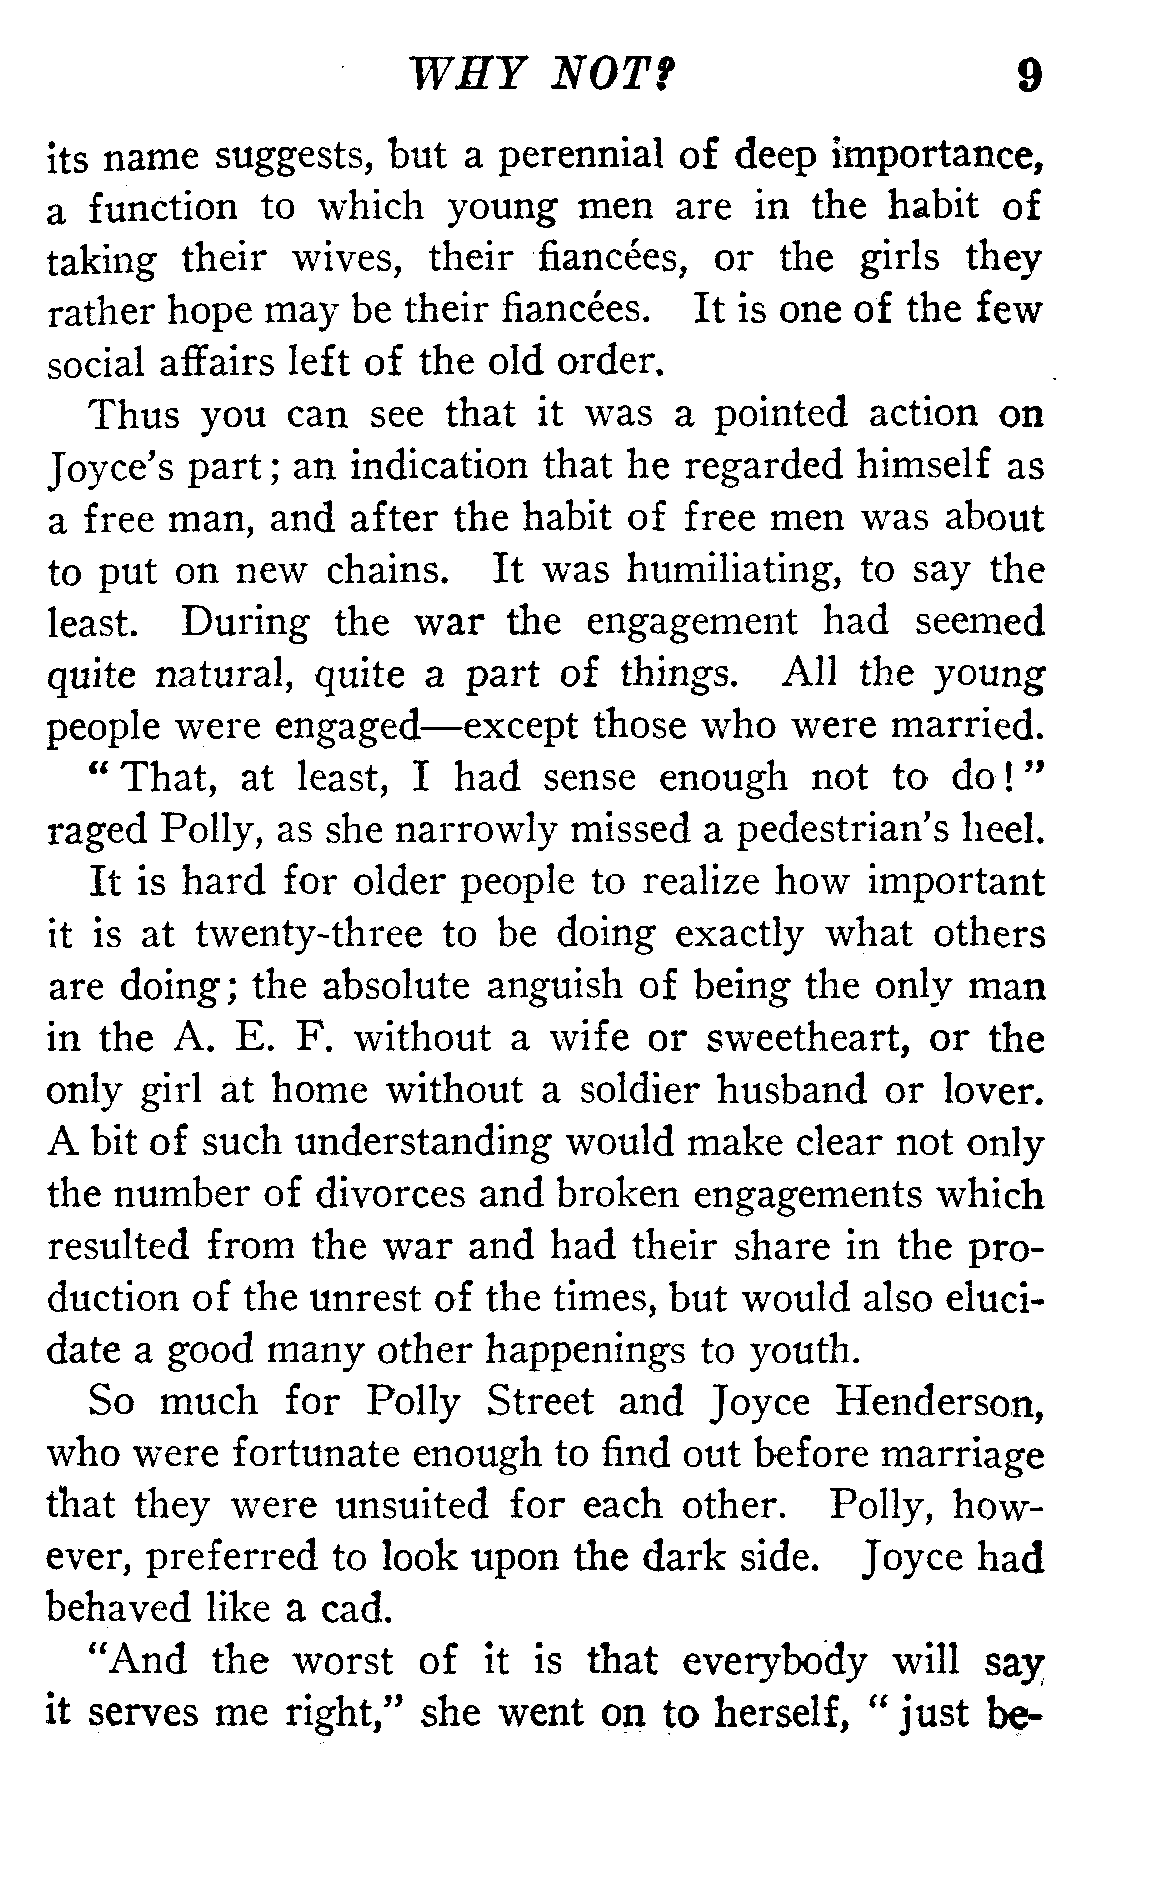 WHY NOT? 9
its name suggests, but a perennial of deep importance,
a function to which young men are in the habit of
taking their wives, their fiancées, or the girls they
rather hope may be their fiancées. It is one of the few
social affairs left of the old order.
Thus you can see that it was a pointed action on
Joyce's part; an indication that he regarded himself as
a free man, and after the habit of free men was about
to put on new chains. It was humiliating, to say the
least. During the war the engagement had seemed
quite natural, quite a part of things. All the young
people were engaged—except those who were married.
"That, at least, I had sense enough not to do!"
raged Polly, as she narrowly missed a pedestrian's heel.
It is hard for older people to realize how important
it is at twenty-three to be doing exactly what others
are doing; the absolute anguish of being the only man
in the A. E. F. without a wife or sweetheart, or the
only girl at home without a soldier husband or lover.
A bit of such understanding would make clear not only
the number of divorces and broken engagements which
resulted from the war and had their share in the pro-
duction of the unrest of the times, but would also eluci-
date a good many other happenings to youth.
So much for Polly Street and Joyce Henderson,
who were fortunate enough to find out before marriage
that they were unsuited for each other. Polly, how-
ever, preferred to look upon the dark side. Joyce had
behaved like a cad.
"And the worst of it is that everybody will say
it serves me right," she went on to herself, "just be-